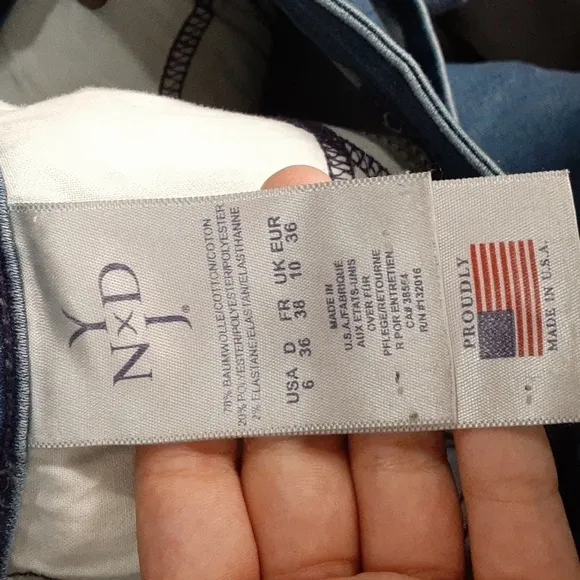 NYDJ®
78% BAUMWOLLE/COTTON/COTON
20% POLYESTER/POLYESTER/POLYESTER
2% ELASTANE/ELASTAN/ELASTHANNE
USA D FR UK EUR
6 36 38 10 36
MADE IN
U.S.A./FABRIQUÉ
AUX ETATS-UNIS
OVER FÜR
PFLEGE/RETOURNE
R POR ENTRETIEN
CA# 38554
R/N #132016
PROUDLY
MADE IN U.S.A.